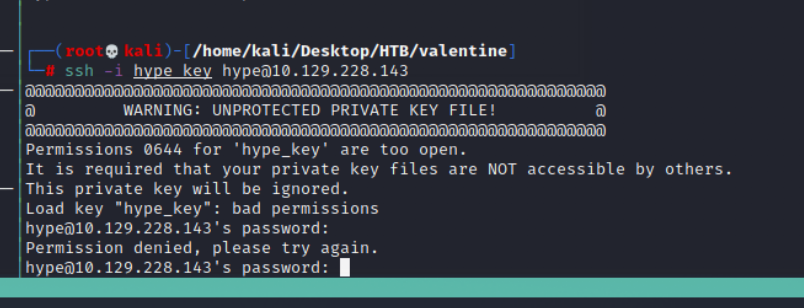 (root💀kali)-[/home/kali/Desktop/HTB/valentine]
# ssh -i hype_key hype@10.129.228.143
@@@@@@@@@@@@@@@@@@@@@@@@@@@@@@@@@@@@@@@@@@@@@@@@@@@@@@@@@@@
@         WARNING: UNPROTECTED PRIVATE KEY FILE!          @
@@@@@@@@@@@@@@@@@@@@@@@@@@@@@@@@@@@@@@@@@@@@@@@@@@@@@@@@@@@
Permissions 0644 for 'hype_key' are too open.
It is required that your private key files are NOT accessible by others.
This private key will be ignored.
Load key "hype_key": bad permissions
hype@10.129.228.143's password:
Permission denied, please try again.
hype@10.129.228.143's password: